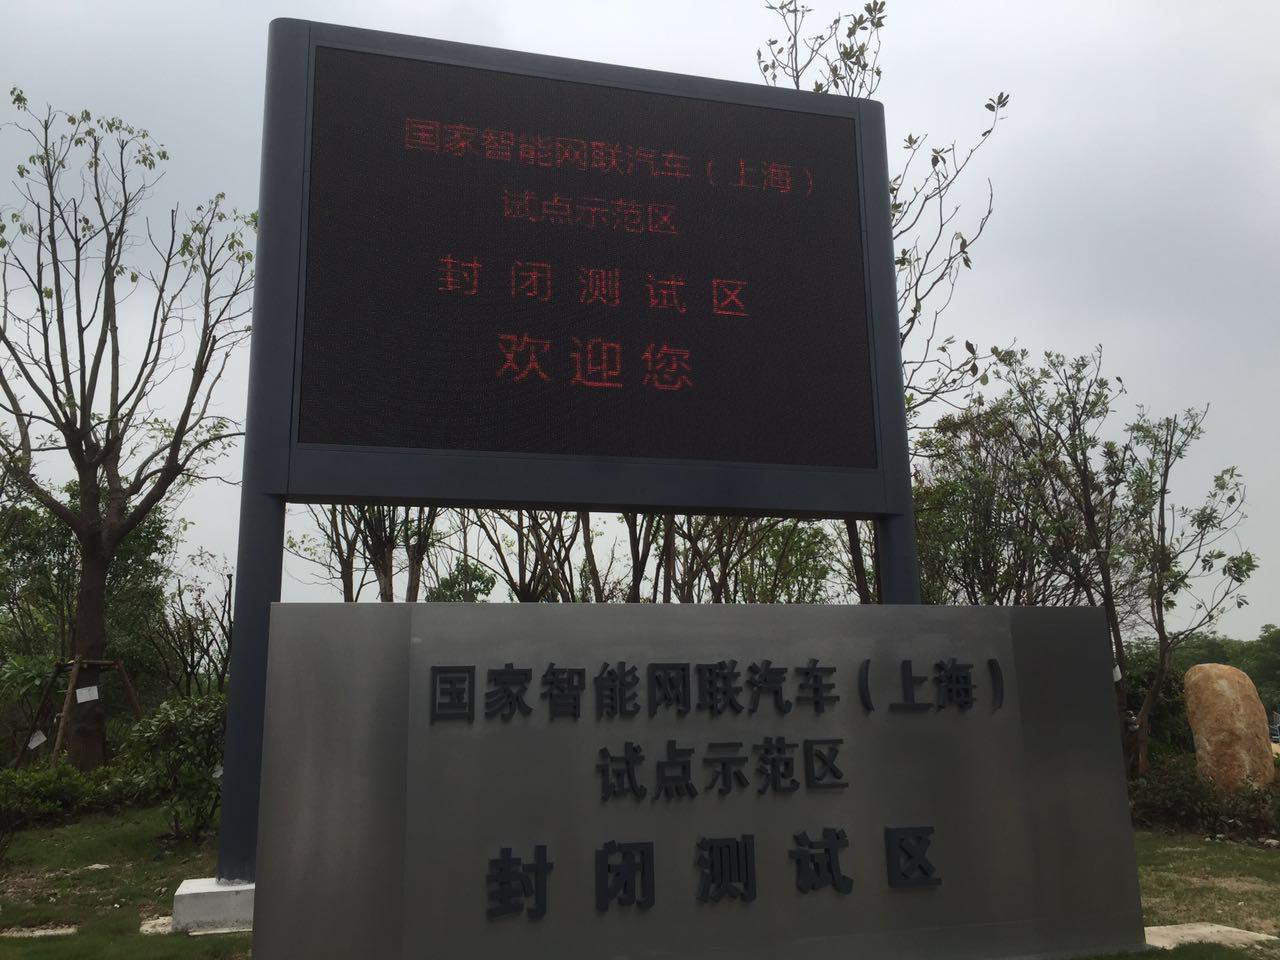 国家智能网联汽车（上海）
试点示范区
封闭测试区
欢迎您
国家智能网联汽车（上海）
试点示范区
封闭测试区